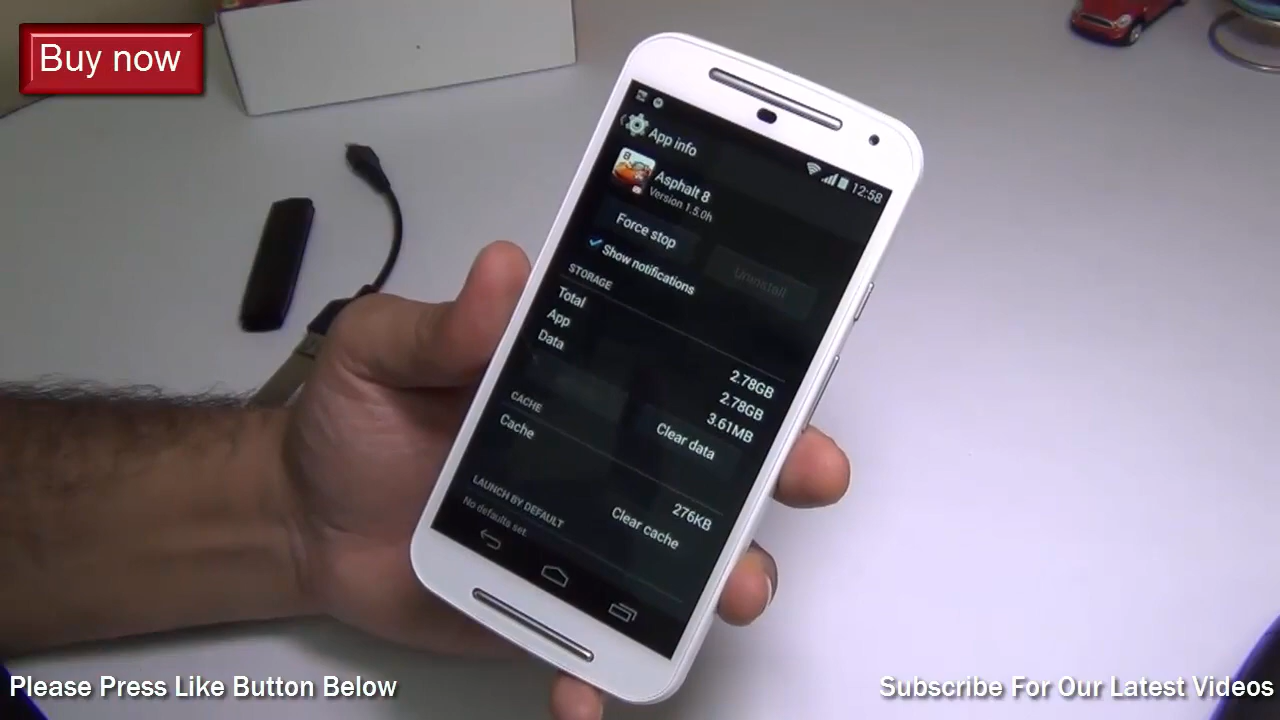 Buy now
12:58
App info
Asphalt 8
Version 1.5.0h
Force stop
Uninstall
Show notifications
STORAGE
Total
2.78GB
App
2.78GB
Data
3.61MB
Clear data
CACHE
Cache
276KB
Clear cache
LAUNCH BY DEFAULT
No defaults set.
Please Press Like Button Below
Subscribe For Our Latest Videos